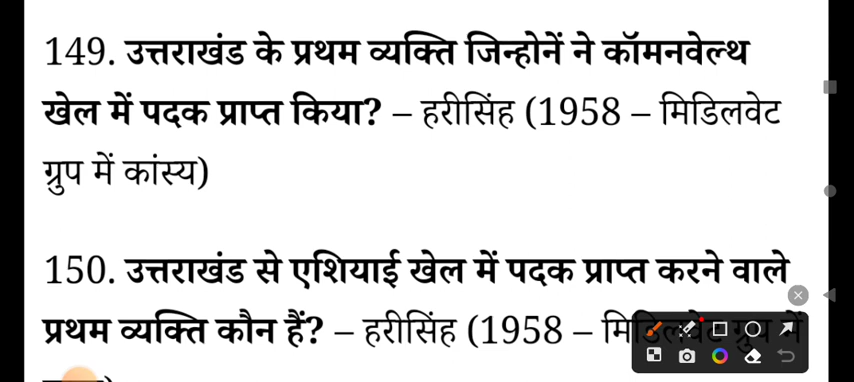 149. उत्तराखंड के प्रथम व्यक्ति जिन्होनें ने कॉमनवेल्थ
खेल में पदक प्राप्त किया? – हरीसिंह (1958 – मिडिलवेट
ग्रुप में कांस्य)
150. उत्तराखंड से एशियाई खेल में पदक प्राप्त करने वाले
प्रथम व्यक्ति कौन हैं? – हरीसिंह (1958 – मिडिलवेट ग्रुप में